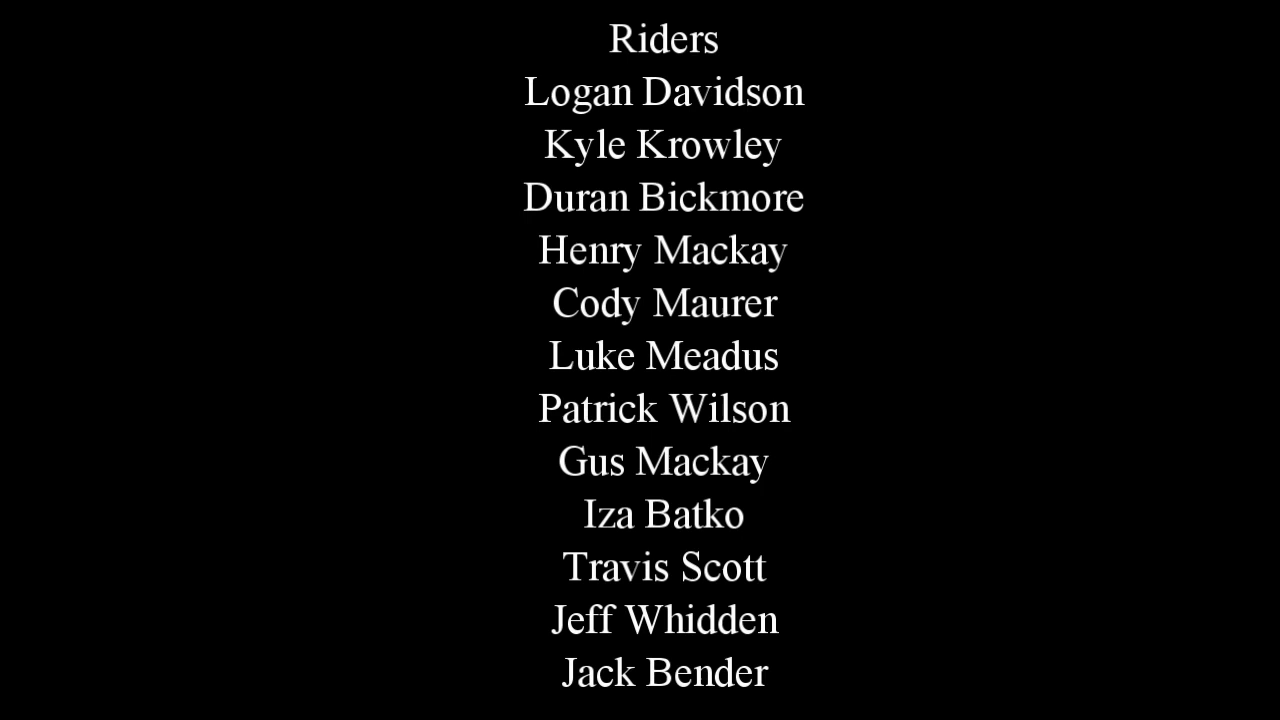 Riders
Logan Davidson
Kyle Krowley
Duran Bickmore
Henry Mackay
Cody Maurer
Luke Meadus
Patrick Wilson
Gus Mackay
Iza Batko
Travis Scott
Jeff Whidden
Jack Bender